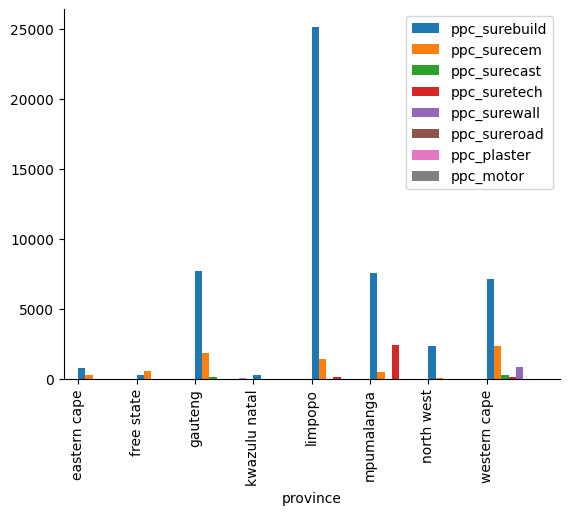 25000
20000
15000
10000
5000
0
ppc_surebuild
ppc_surecem
ppc_surecast
ppc_suretech
ppc_surewall
ppc_sureroad
ppc_plaster
ppc_motor
eastern cape
free state
gauteng
kwazulu natal
limpopo
mpumalanga
north west
western cape
province